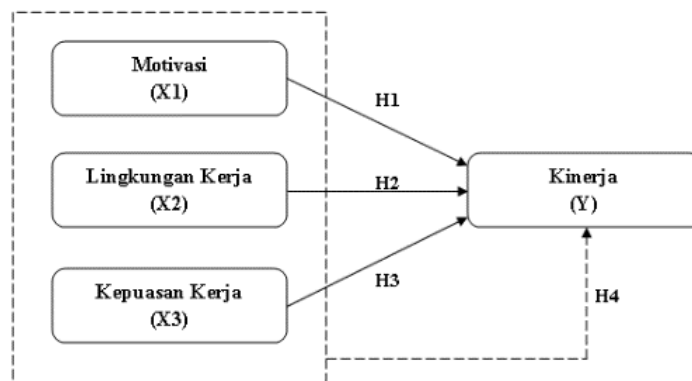 Motivasi
(X1)
H1
Lingkungan Kerja
(X2)
H2
Kinerja
(Y)
Kepuasan Kerja
(X3)
H3
H4